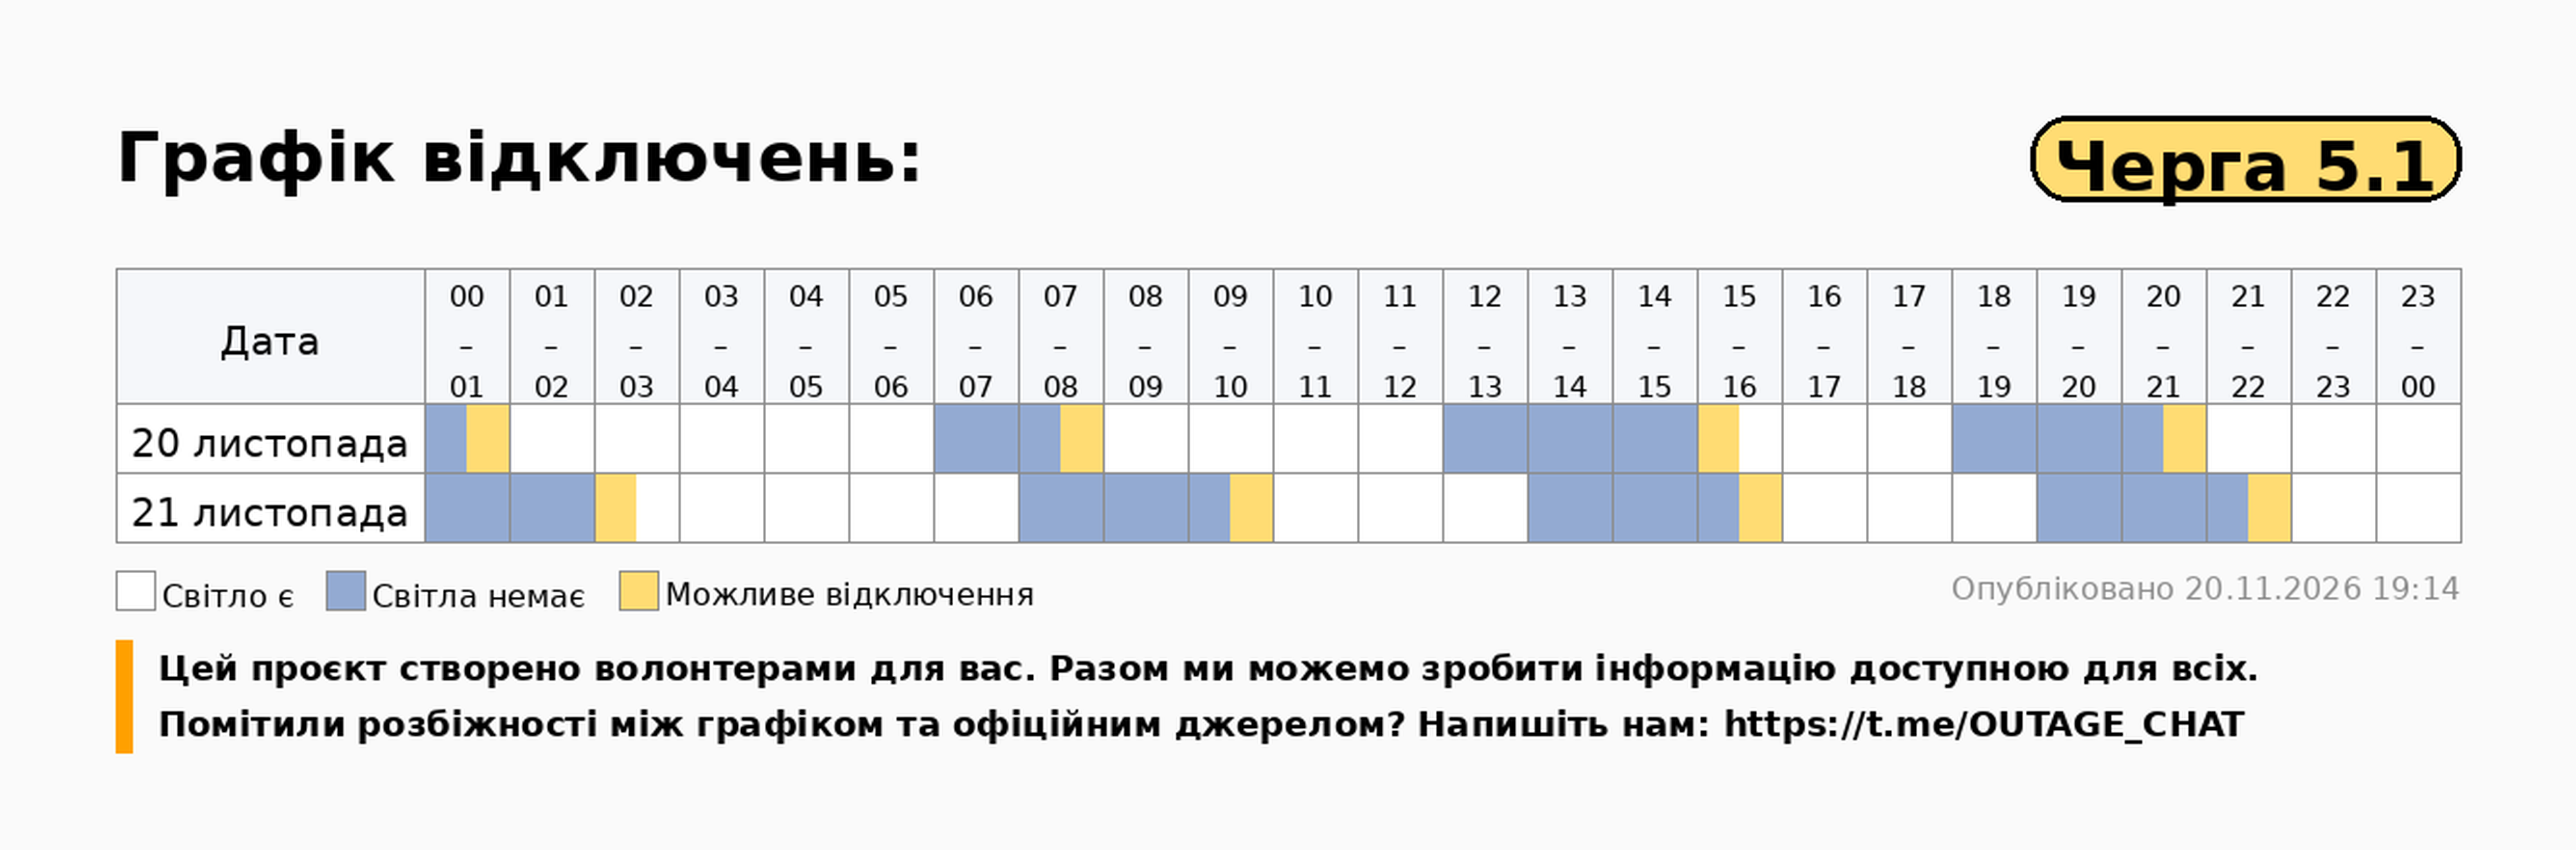 Графік відключень:
Черга 5.1
Дата
00 – 01
01 – 02
02 – 03
03 – 04
04 – 05
05 – 06
06 – 07
07 – 08
08 – 09
09 – 10
10 – 11
11 – 12
12 – 13
13 – 14
14 – 15
15 – 16
16 – 17
17 – 18
18 – 19
19 – 20
20 – 21
21 – 22
22 – 23
23 – 00
20 листопада
21 листопада
Світло є
Світла немає
Можливе відключення
Опубліковано 20.11.2026 19:14
Цей проєкт створено волонтерами для вас. Разом ми можемо зробити інформацію доступною для всіх.
Помітили розбіжності між графіком та офіційним джерелом? Напишіть нам: https://t.me/OUTAGE_CHAT